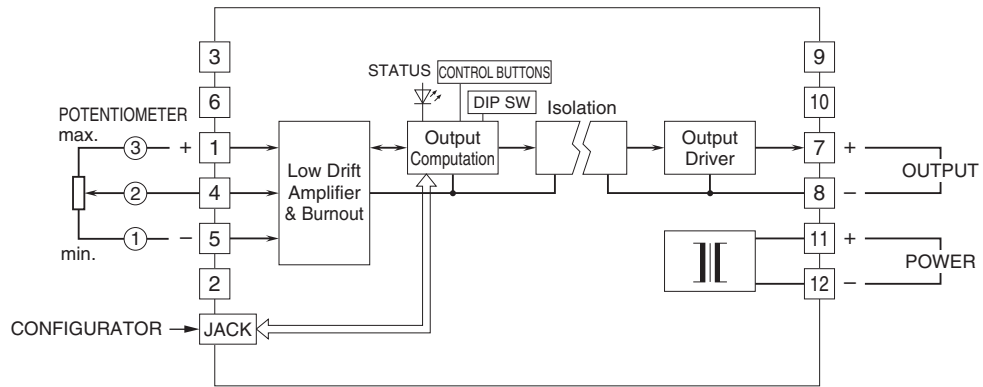 3
9
STATUS
CONTROL BUTTONS
6
DIP SW
Isolation
10
POTENTIOMETER
max.
3
+
1
Low Drift
Amplifier
& Burnout
Output
Computation
Output
Driver
7
+
OUTPUT
2
4
8
–
1
–
5
min.
11
+
POWER
2
12
–
CONFIGURATOR
JACK